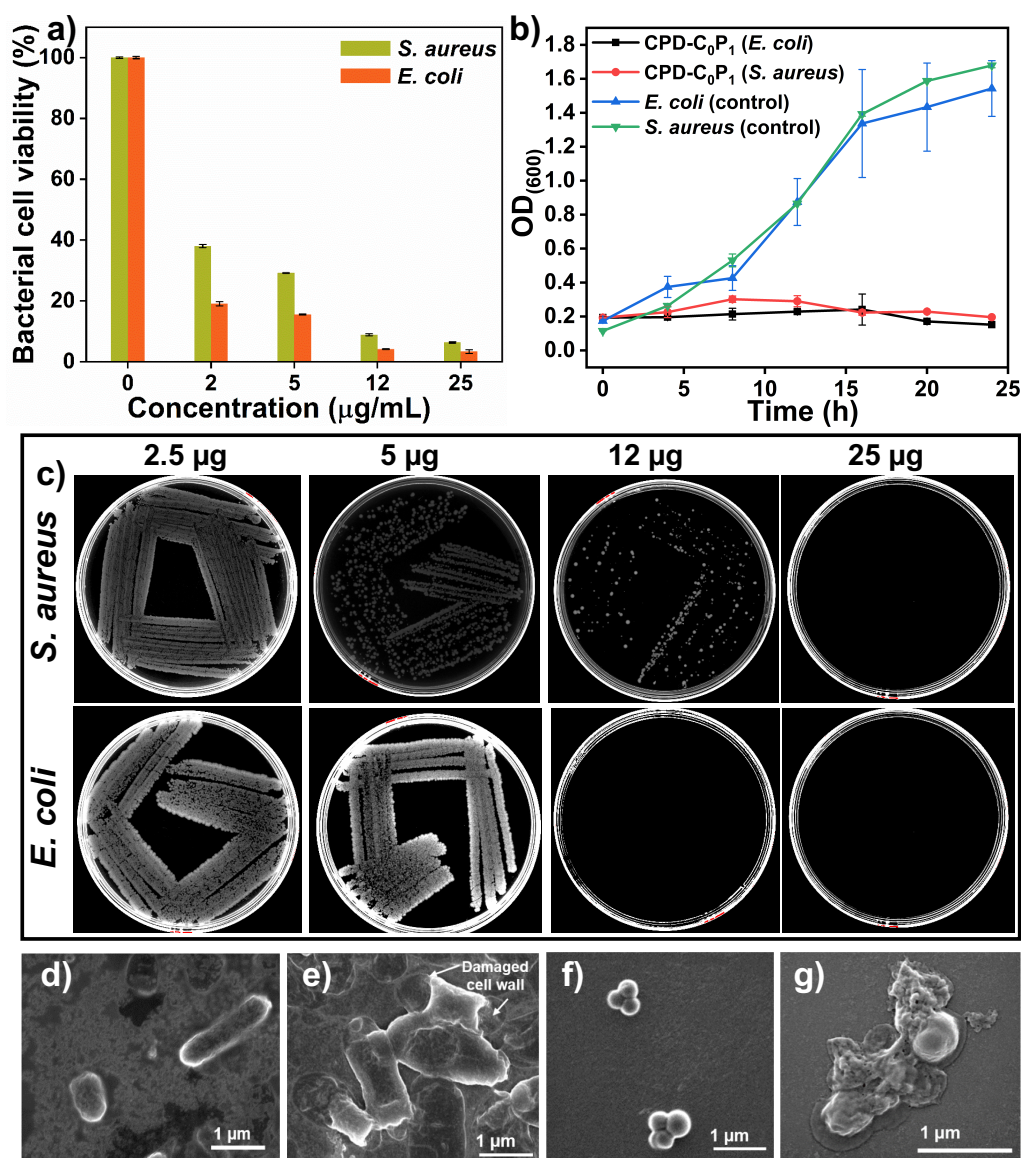 a)
Bacterial cell viability (%)
100
80
60
40
20
0
S. aureus
E. coli
0 2 5 12 25
Concentration (μg/mL)
b)
OD(600)
1.8
1.6
1.4
1.2
1.0
0.8
0.6
0.4
0.2
0.0
CPD-C₀P₁ (E. coli)
CPD-C₀P₁ (S. aureus)
E. coli (control)
S. aureus (control)
0 5 10 15 20 25
Time (h)
c)
2.5 μg 5 μg 12 μg 25 μg
S. aureus
E. coli
d)
1 μm
e)
Damaged
cell wall
1 μm
f)
1 μm
g)
1 μm